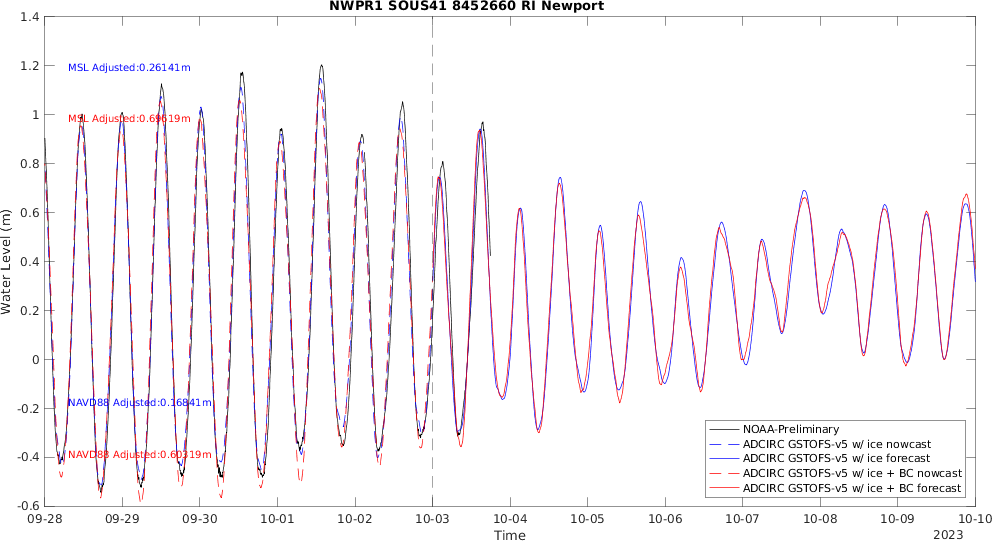 NWPR1 SOUS41 8452660 RI Newport
Water Level (m)
1.4
1.2
1
0.8
0.6
0.4
0.2
0
-0.2
-0.4
-0.6
MSL Adjusted:0.26141m
MSL Adjusted:0.69619m
NAVD88 Adjusted:0.16841m
NAVD88 Adjusted:0.60319m
NOAA-Preliminary
ADCIRC GSTOFS-v5 w/ ice nowcast
ADCIRC GSTOFS-v5 w/ ice forecast
ADCIRC GSTOFS-v5 w/ ice + BC nowcast
ADCIRC GSTOFS-v5 w/ ice + BC forecast
09-28 09-29 09-30 10-01 10-02 10-03 10-04 10-05 10-06 10-07 10-08 10-09 10-10
Time
2023